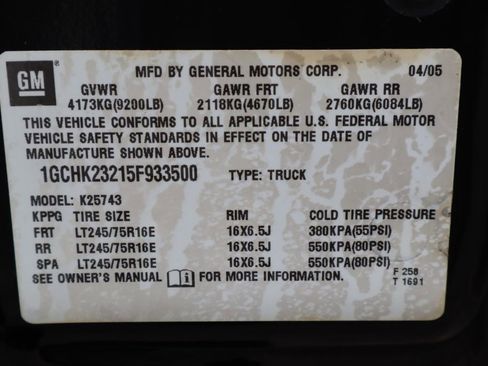 GM
MFD BY GENERAL MOTORS CORP. 04/05
GVWR GAWR FRT GAWR RR
4173KG(9200LB) 2118KG(4670LB) 2760KG(6084LB)
THIS VEHICLE CONFORMS TO ALL APPLICABLE U.S. FEDERAL MOTOR
VEHICLE SAFETY STANDARDS IN EFFECT ON THE DATE OF
MANUFACTURE SHOWN ABOVE.
1GCHK23215F933500 TYPE: TRUCK
MODEL: K25743
KPPG TIRE SIZE RIM COLD TIRE PRESSURE
FRT LT245/75R16E 16X6.5J 380KPA(55PSI)
RR LT245/75R16E 16X6.5J 550KPA(80PSI)
SPA LT245/75R16E 16X6.5J 550KPA(80PSI)
SEE OWNER'S MANUAL FOR MORE INFORMATION.
F 258
T 1691